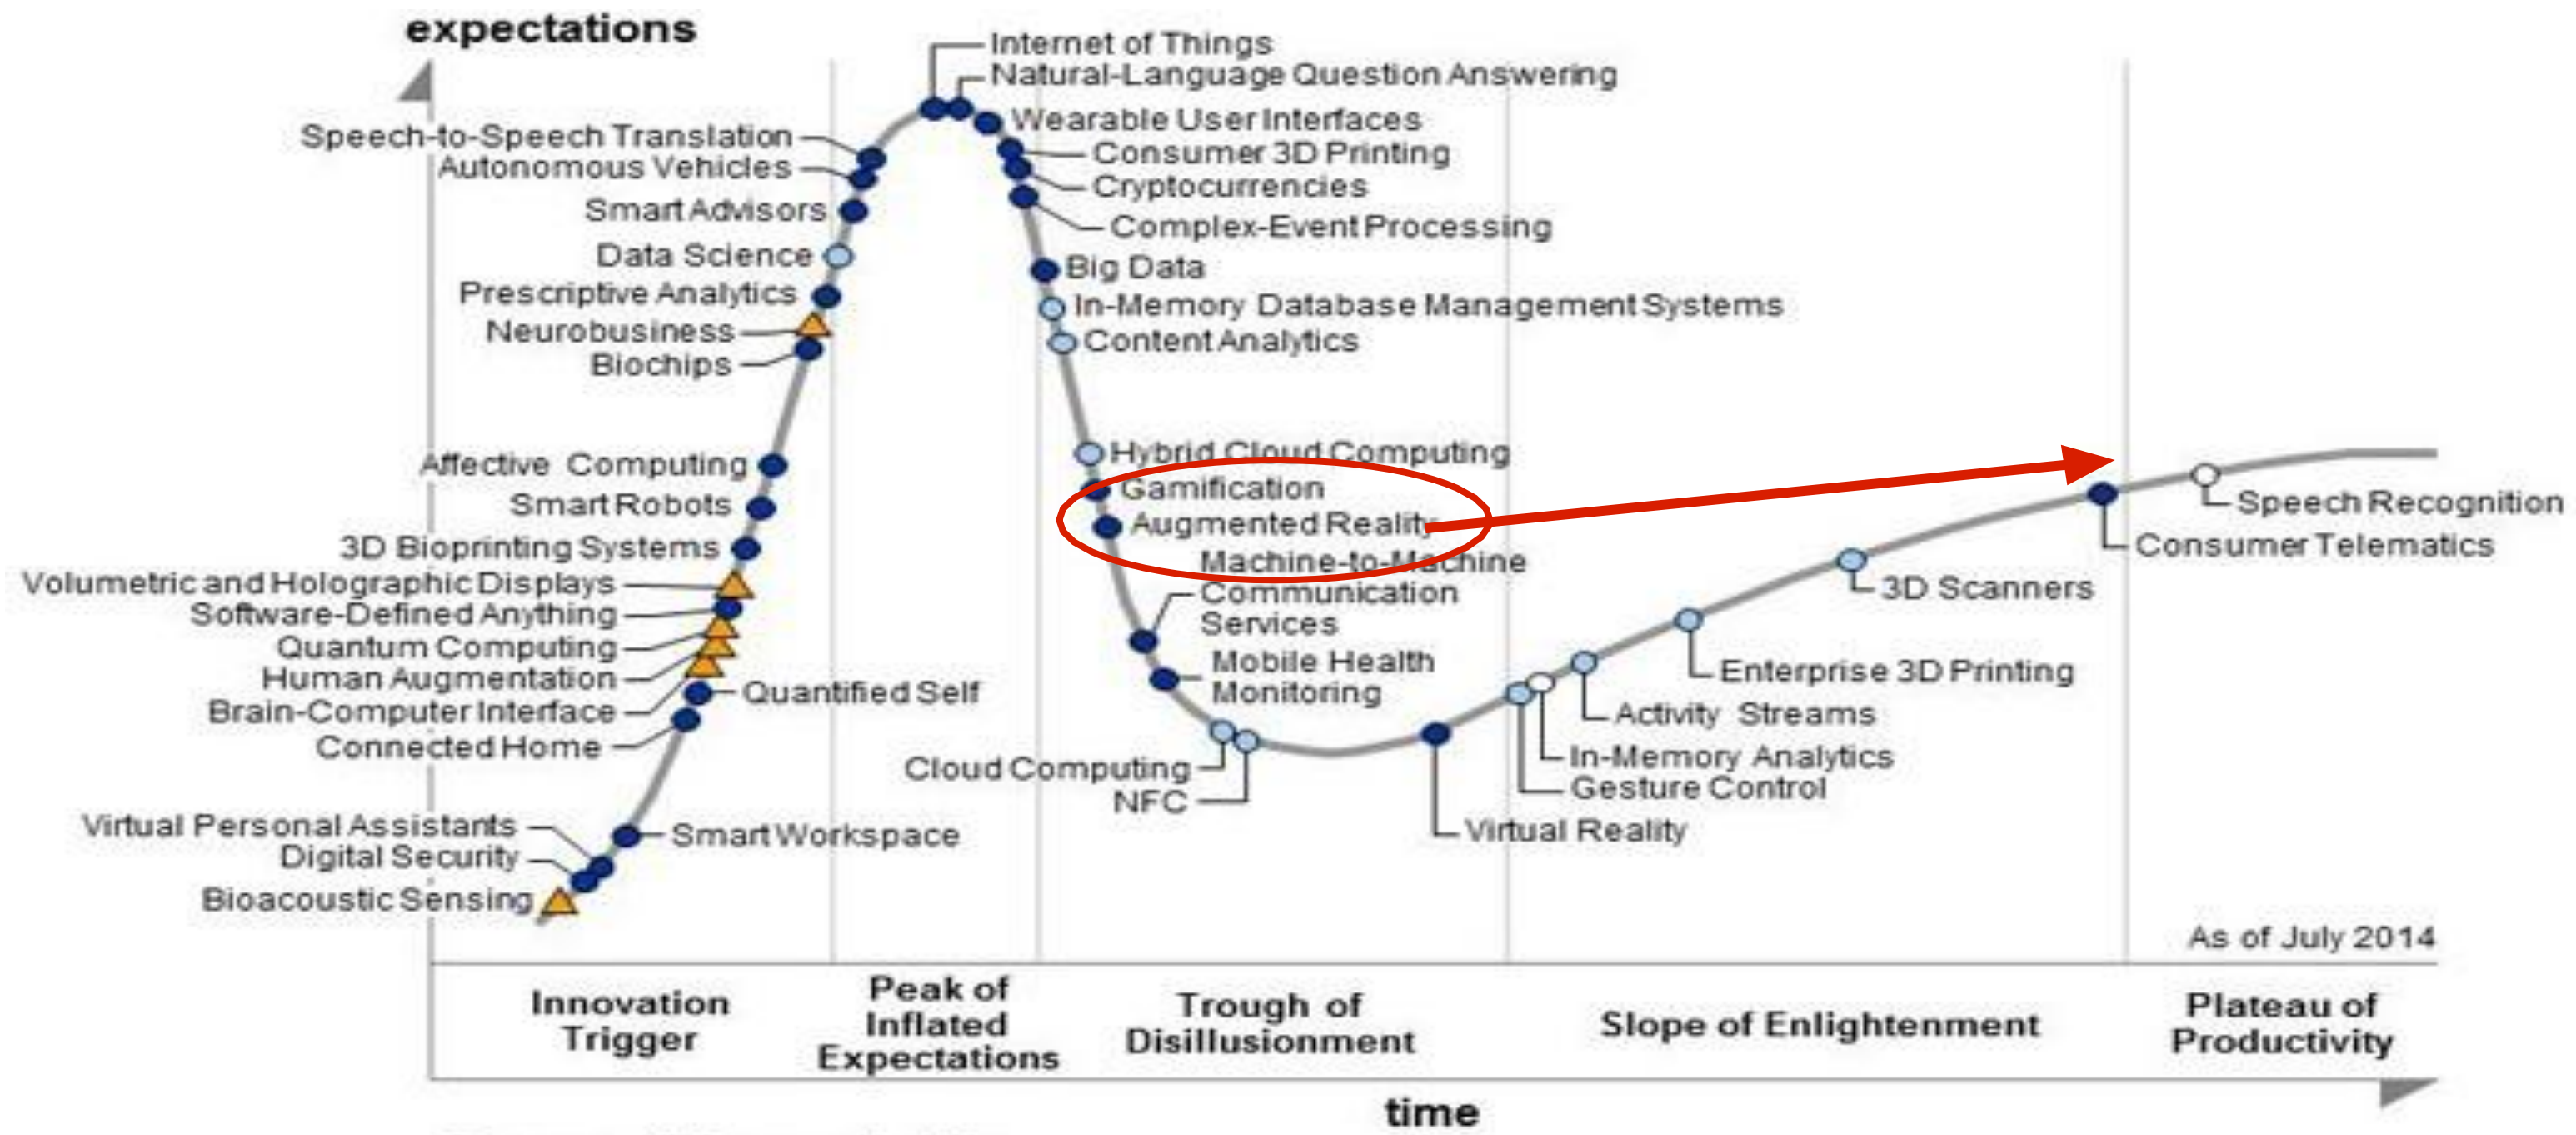 expectations
Internet of Things
Natural-Language Question Answering
Wearable User Interfaces
Consumer 3D Printing
Cryptocurrencies
Complex-Event Processing
Speech-to-Speech Translation
Autonomous Vehicles
Smart Advisors
Data Science
Prescriptive Analytics
Neurobusiness
Biochips
Big Data
In-Memory Database Management Systems
Content Analytics
Affective Computing
Smart Robots
3D Bioprinting Systems
Volumetric and Holographic Displays
Software-Defined Anything
Quantum Computing
Human Augmentation
Brain-Computer Interface
Connected Home
Quantified Self
Virtual Personal Assistants
Digital Security
Bioacoustic Sensing
Smart Workspace
Hybrid Cloud Computing
Gamification
Augmented Reality
Machine-to-Machine
Communication
Services
Mobile Health
Monitoring
Cloud Computing
NFC
Virtual Reality
Gesture Control
In-Memory Analytics
Activity Streams
Enterprise 3D Printing
3D Scanners
Consumer Telematics
Speech Recognition
As of July 2014
Innovation
Trigger
Peak of
Inflated
Expectations
Trough of
Disillusionment
Slope of Enlightenment
Plateau of
Productivity
time